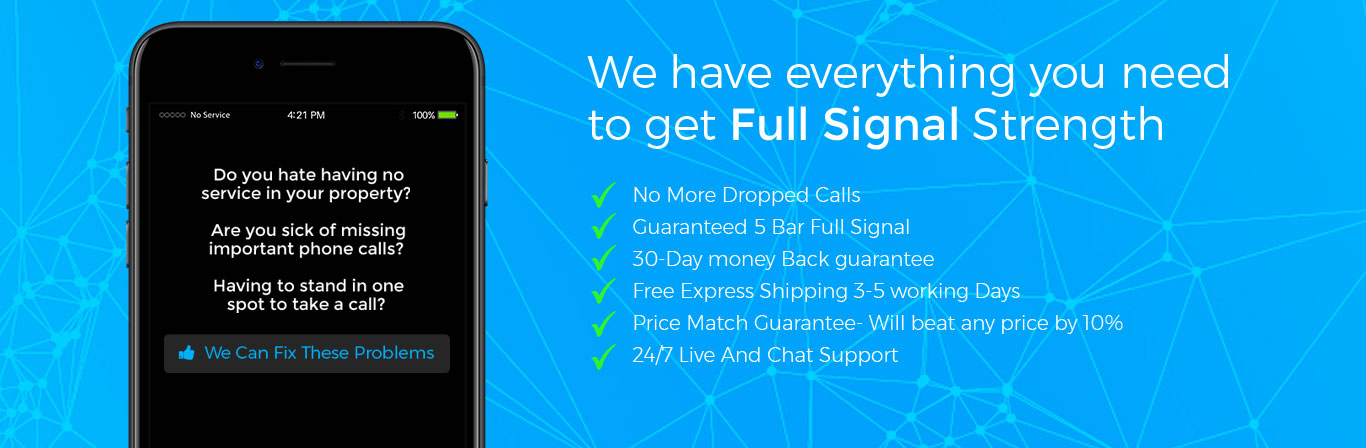 No Service 4:21 PM 100%
Do you hate having no
service in your property?
Are you sick of missing
important phone calls?
Having to stand in one
spot to take a call?
We Can Fix These Problems
We have everything you need
to get Full Signal Strength
No More Dropped Calls
Guaranteed 5 Bar Full Signal
30-Day money Back guarantee
Free Express Shipping 3-5 working Days
Price Match Guarantee- Will beat any price by 10%
24/7 Live And Chat Support